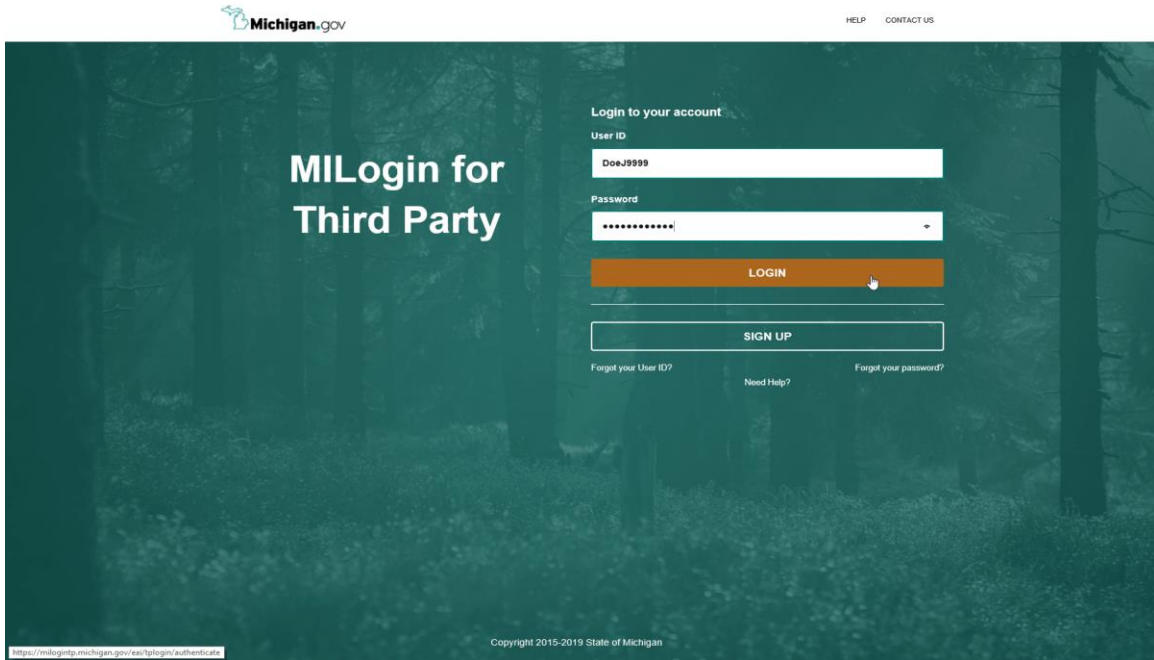 Michigan.gov
HELP CONTACT US
MILogin for
Third Party
Login to your account
User ID
DoeJ9999
Password
••••••••••••
LOGIN
SIGN UP
Forgot your User ID? Forgot your password?
Need Help?
Copyright 2015-2019 State of Michigan
https://milogintp.michigan.gov/eai/tplogin/authenticate